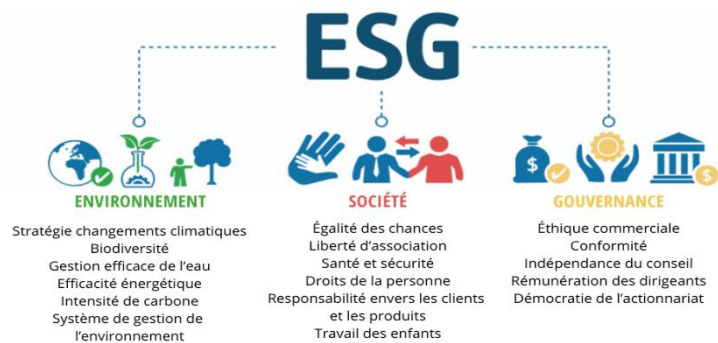 ESG
ENVIRONNEMENT
Stratégie changements climatiques
Biodiversité
Gestion efficace de l'eau
Efficacité énergétique
Intensité de carbone
Système de gestion de
l'environnement
SOCIÉTÉ
Égalité des chances
Liberté d'association
Santé et sécurité
Droits de la personne
Responsabilité envers les clients
et les produits
Travail des enfants
$
$
GOUVERNANCE
Éthique commerciale
Conformité
Indépendance du conseil
Rémunération des dirigeants
Démocratie de l'actionnariat